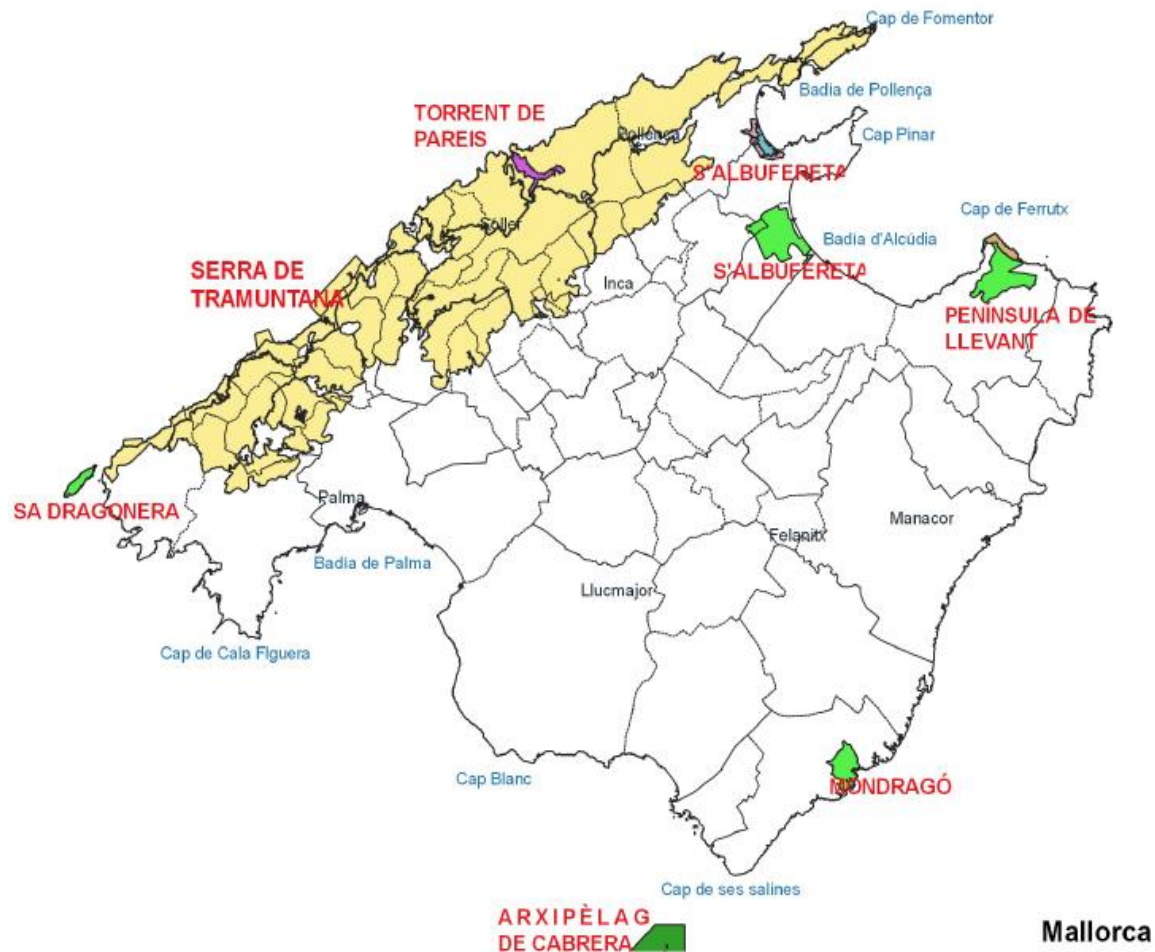 Cap de Fomentor
Badia de Pollença
TORRENT DE
PAREIS
Pollença
Cap Pinar
S'ALBUFERETA
Cap de Ferrutx
Sóller
Badia d'Alcúdia
SERRA DE
TRAMUNTANA
S'ALBUFERETA
Inca
PENINSULA DE
LLEVANT
Palma
SA DRAGONERA
Manacor
Felanitx
Badia de Palma
Llucmajor
Cap de Cala FIguera
Cap Blanc
MONDRAGÓ
Cap de ses salines
ARXIPÈLAG
DE CABRERA
Mallorca